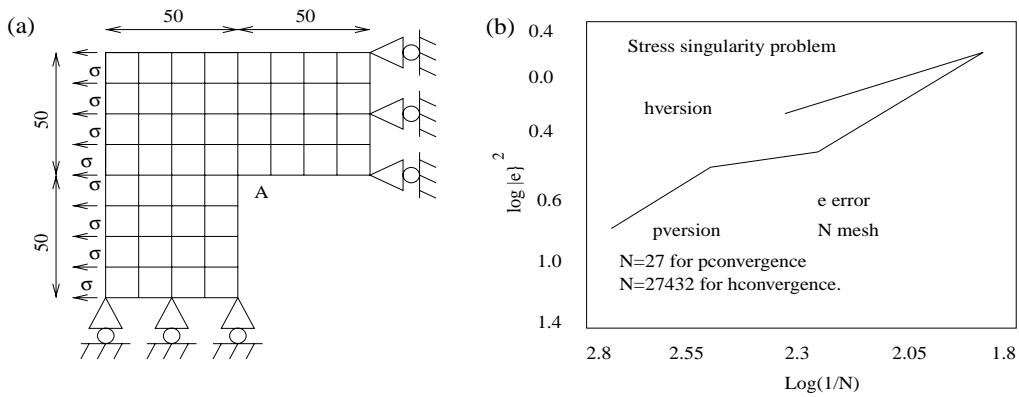 (a)
50
50
50
50
σ
σ
σ
σ
σ
σ
σ
σ
A
(b)
0.4
0.0
0.4
0.6
1.0
1.4
log |e}²
Stress singularity problem
hversion
pversion
e error
N mesh
N=27 for pconvergence
N=27432 for hconvergence.
2.8
2.55
2.3
2.05
1.8
Log(1/N)